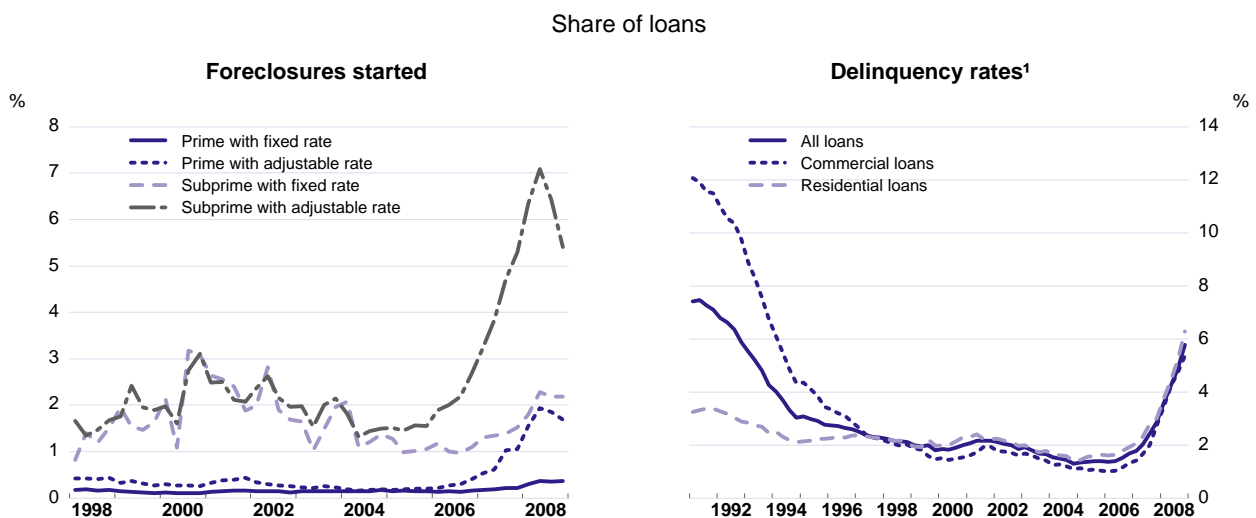 Share of loans
Foreclosures started
%
8
7
6
5
4
3
2
1
0
Prime with fixed rate
Prime with adjustable rate
Subprime with fixed rate
Subprime with adjustable rate
1998 2000 2002 2004 2006 2008
Delinquency rates¹
%
14
12
10
8
6
4
2
0
All loans
Commercial loans
Residential loans
1992 1994 1996 1998 2000 2002 2004 2006 2008